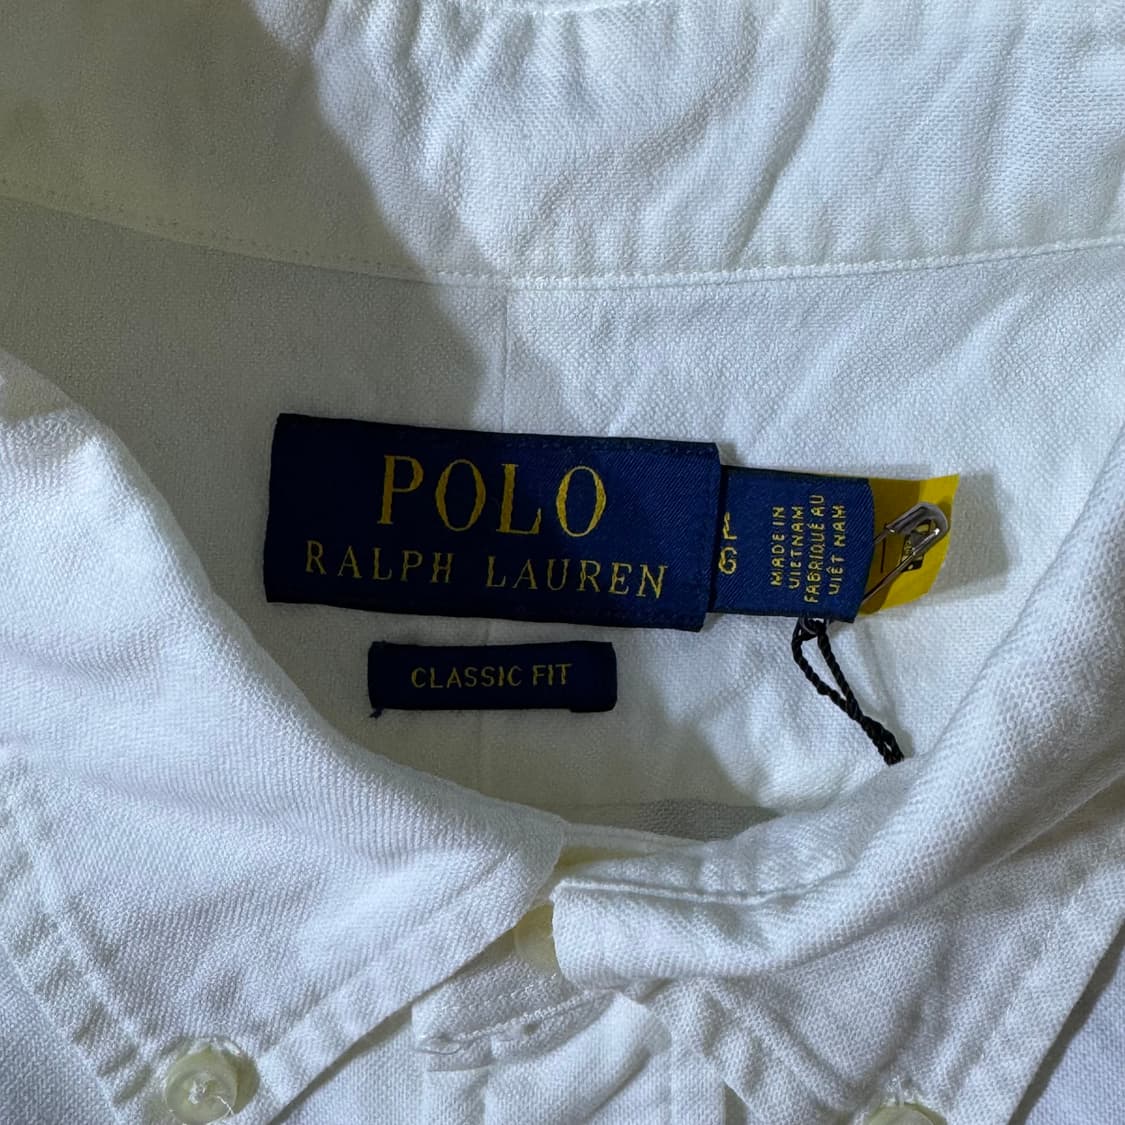 POLO
RALPH LAUREN
MADE IN
VIETNAM
FABRIQUÉ AU
VIÊT NAM
CLASSIC FIT